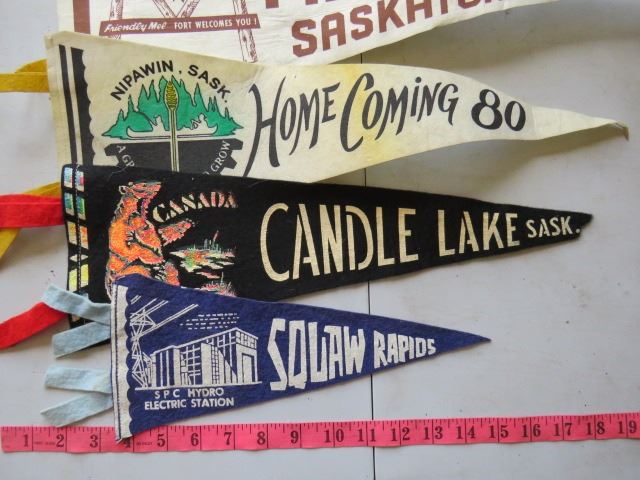 Friendly Mel FORT WELCOMES YOU!
SASKATCH
NIPAWIN, SASK.
HOME COMING 80
CANADA
CANDLE LAKE SASK.
SQUAW RAPIDS
S P C HYDRO
ELECTRIC STATION
1 2 3 4 5 6 7 8 9 10 11 12 13 14 15 16 17 18 19